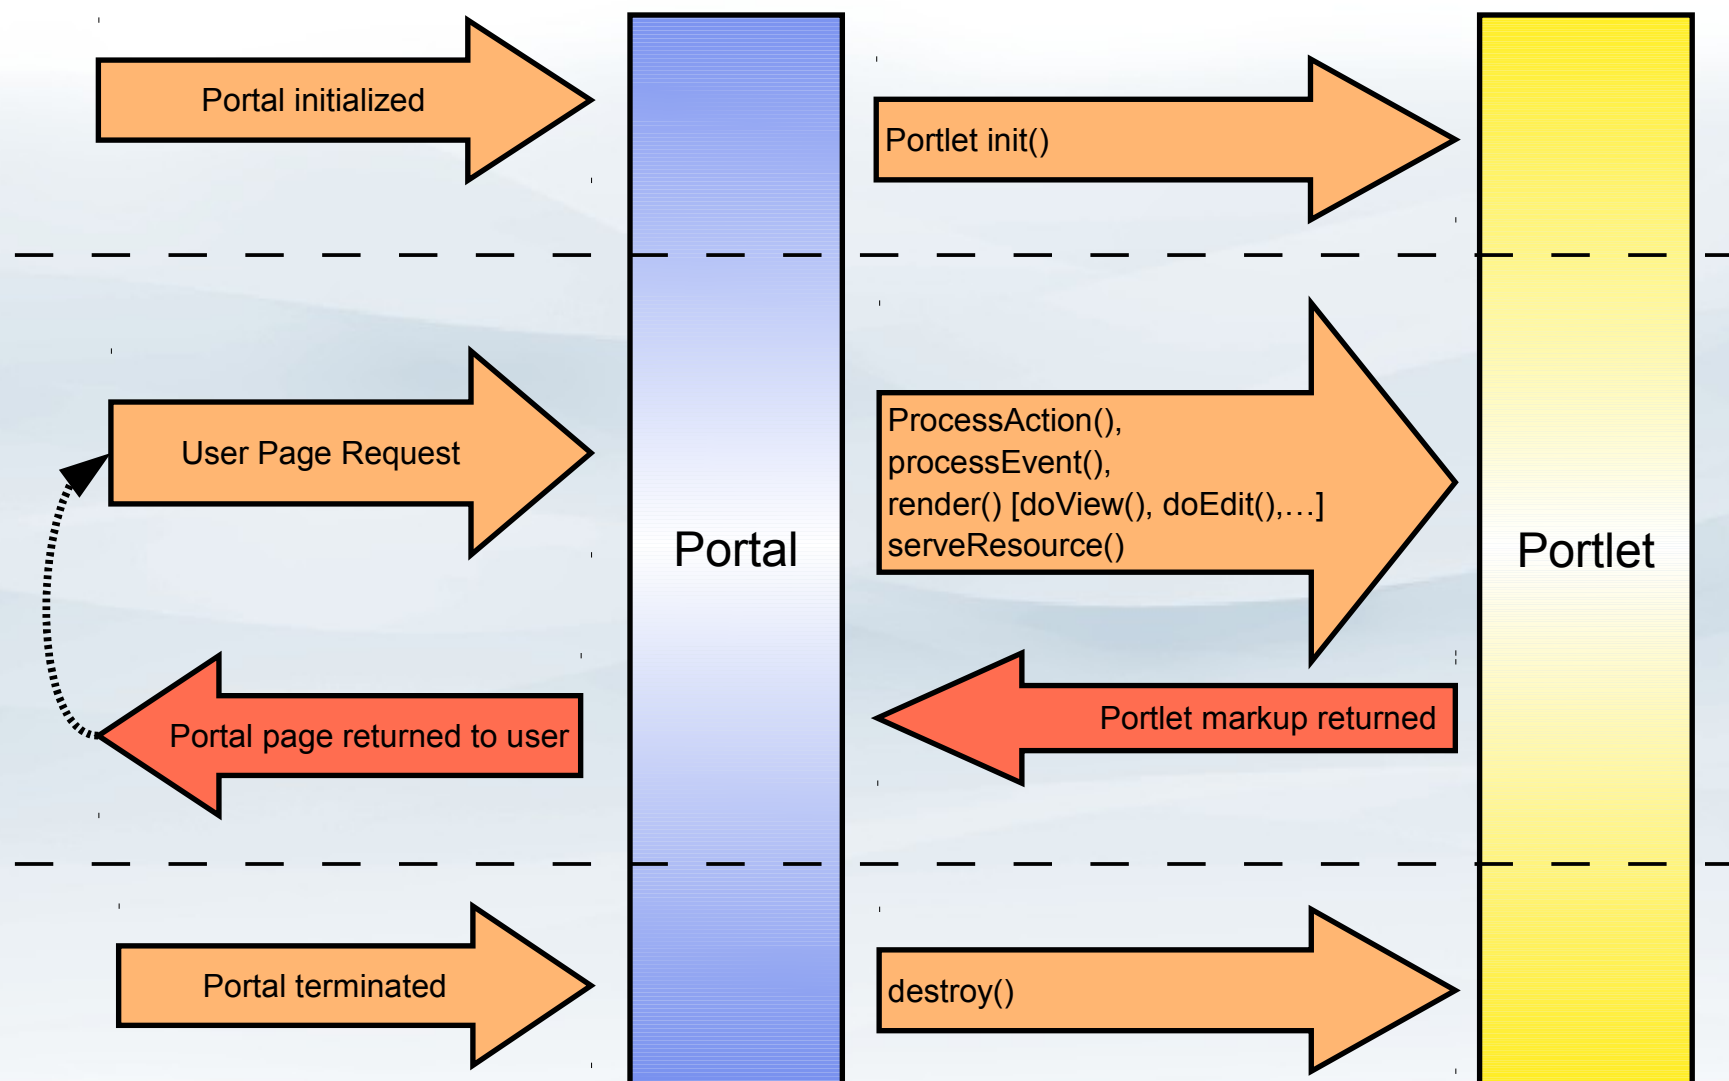 Portal initialized
Portlet init()
User Page Request
ProcessAction(),
processEvent(),
render() [doView(), doEdit(),…]
serveResource()
Portal
Portlet
Portal page returned to user
Portlet markup returned
Portal terminated
destroy()